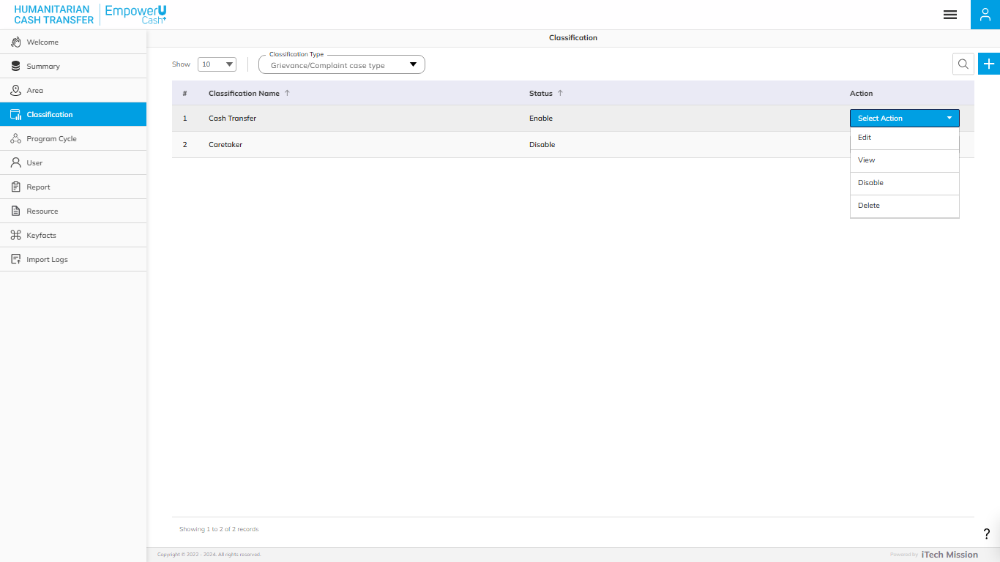 HUMANITARIAN
CASH TRANSFER
EmpowerU
Cash+
Welcome
Summary
Area
Classification
Program Cycle
User
Report
Resource
Keyfacts
Import Logs
Classification
Show 10
Classification Type
Grievance/Complaint case type
# Classification Name Status Action
1 Cash Transfer Enable Select Action
2 Caretaker Disable
Edit
View
Disable
Delete
Showing 1 to 2 of 2 records
?
Copyright © 2022 - 2024. All rights reserved.
Powered by iTech Mission